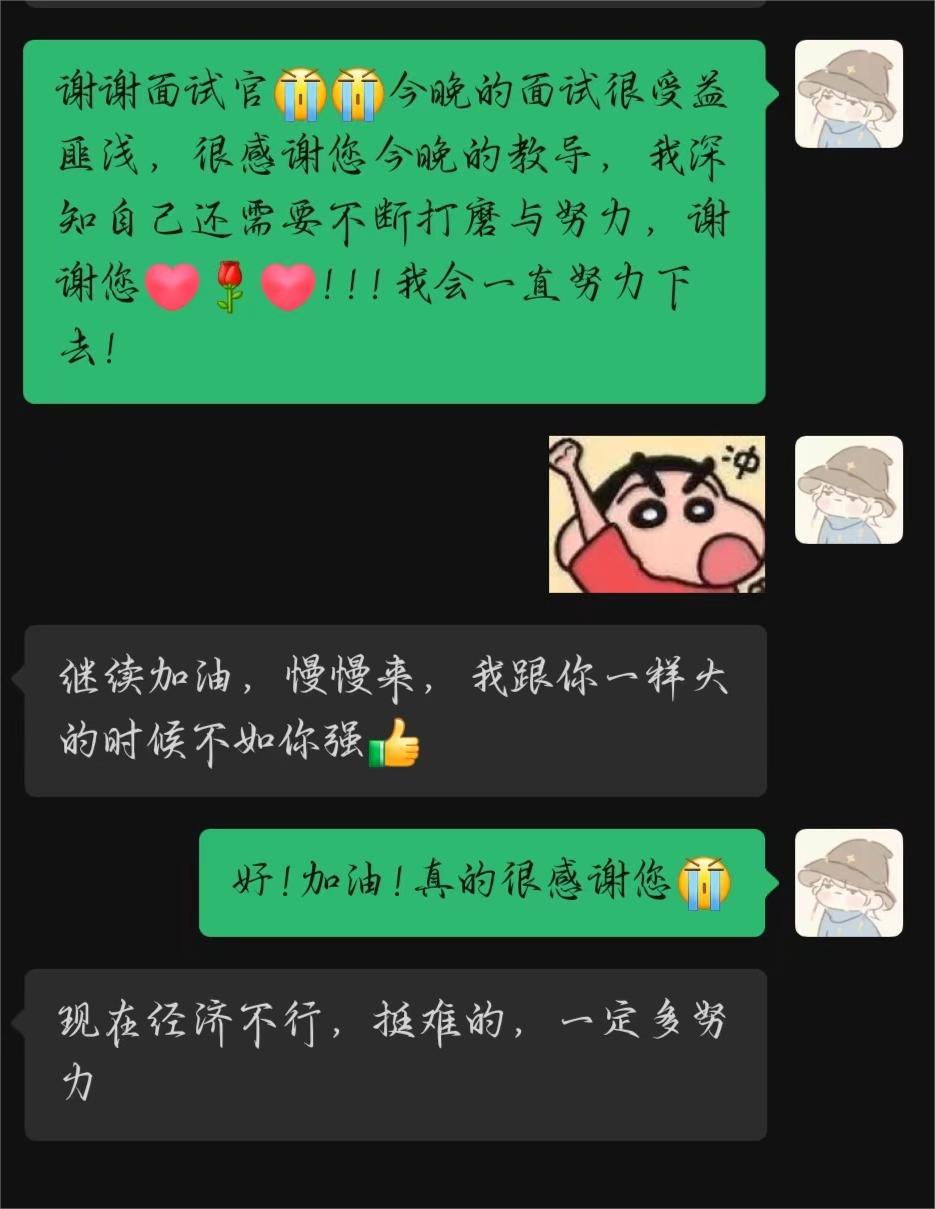 谢谢面试官😭😭今晚的面试很受益
匪浅，很感谢您今晚的教导，我深
知自己还需要不断打磨与努力，谢
谢您💓🌹💓!!!我会一直努力下
去!
冲
继续加油，慢慢来，我跟你一样大
的时候不如你强👍
好!加油!真的很感谢您😭
现在经济不行，挺难的，一定多努
力